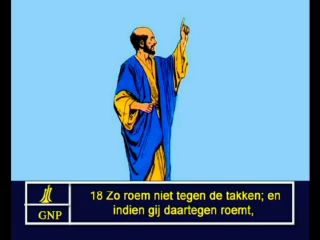 18 Zo roem niet tegen de takken; en
indien gij daartegen roemt,
GNP